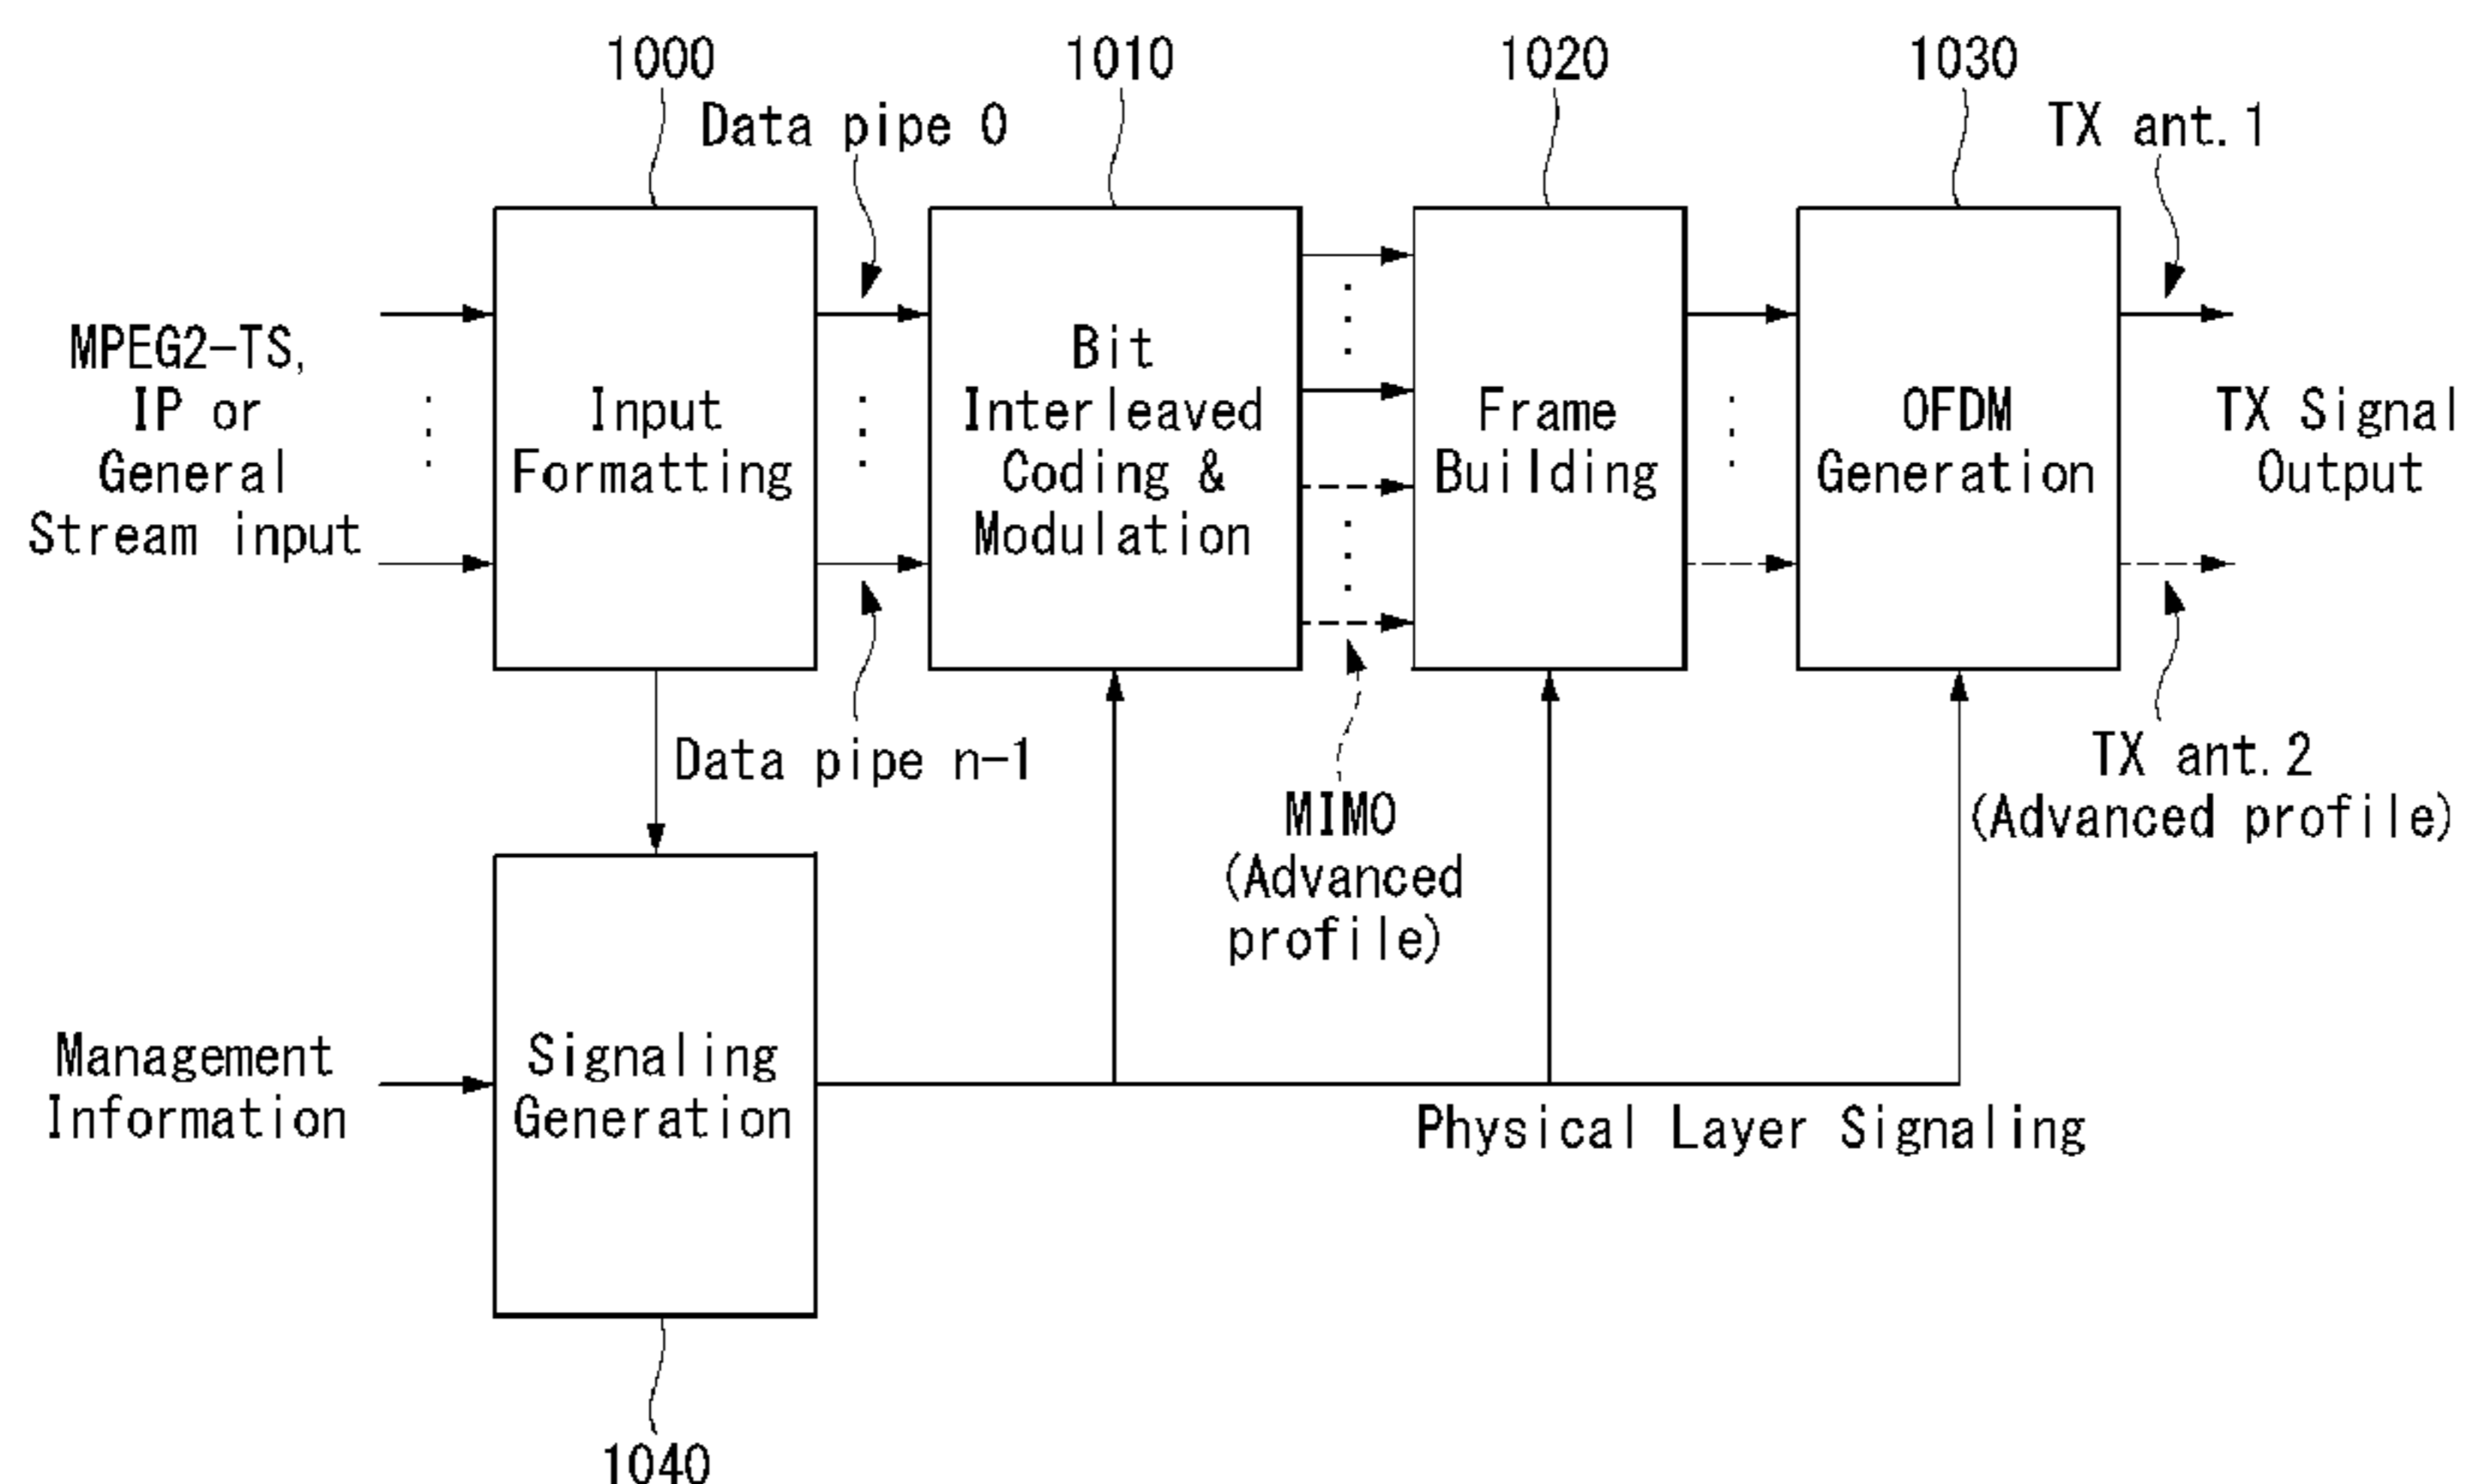 1000
1010
1020
1030
Data pipe 0
TX ant.1
MPEG2-TS,
IP or
General
Stream input
Input
Formatting
Bit
Interleaved
Coding &
Modulation
Frame
Building
OFDM
Generation
TX Signal
Output
Data pipe n-1
MIMO
(Advanced
profile)
TX ant.2
(Advanced profile)
Management
Information
Signaling
Generation
Physical Layer Signaling
1040